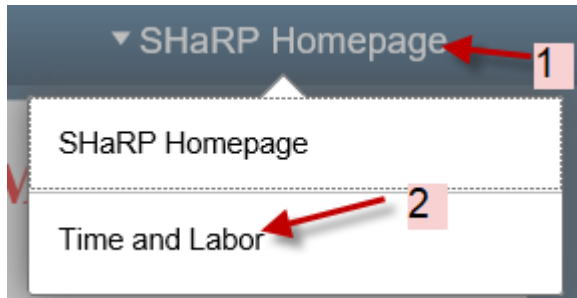 ▼ SHaRP Homepage
1
SHaRP Homepage
2
Time and Labor